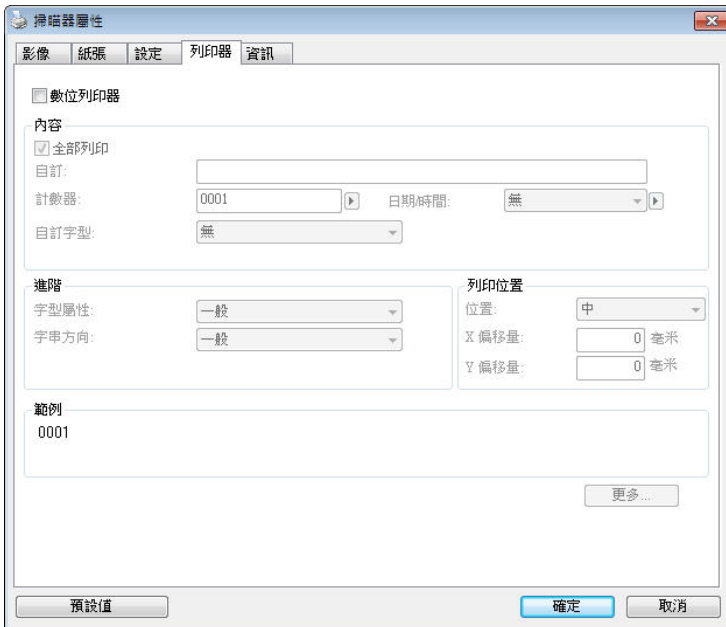 掃瞄器屬性
影像 紙張 設定 列印器 資訊
數位列印器
內容
全部列印
自訂:
計數器: 0001 日期/時間: 無
自訂字型: 無
進階
字型屬性: 一般
字串方向: 一般
列印位置
位置: 中
X 偏移量: 0 毫米
Y 偏移量: 0 毫米
範例
0001
更多...
預設值 確定 取消